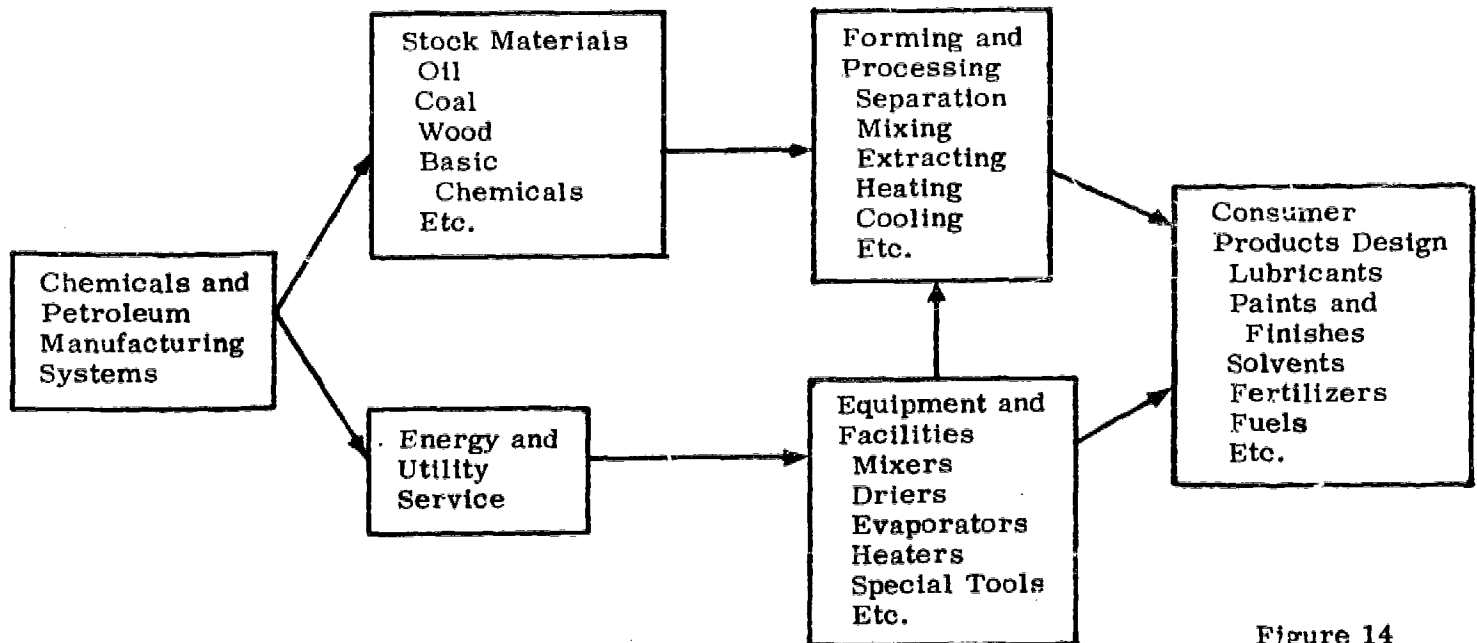 Chemicals and
Petroleum
Manufacturing
Systems
Stock Materials
Oil
Coal
Wood
Basic
Chemicals
Etc.
Energy and
Utility
Service
Forming and
Processing
Separation
Mixing
Extracting
Heating
Cooling
Etc.
Equipment and
Facilities
Mixers
Driers
Evaporators
Heaters
Special Tools
Etc.
Consumer
Products Design
Lubricants
Paints and
Finishes
Solvents
Fertilizers
Fuels
Etc.
Figure 14